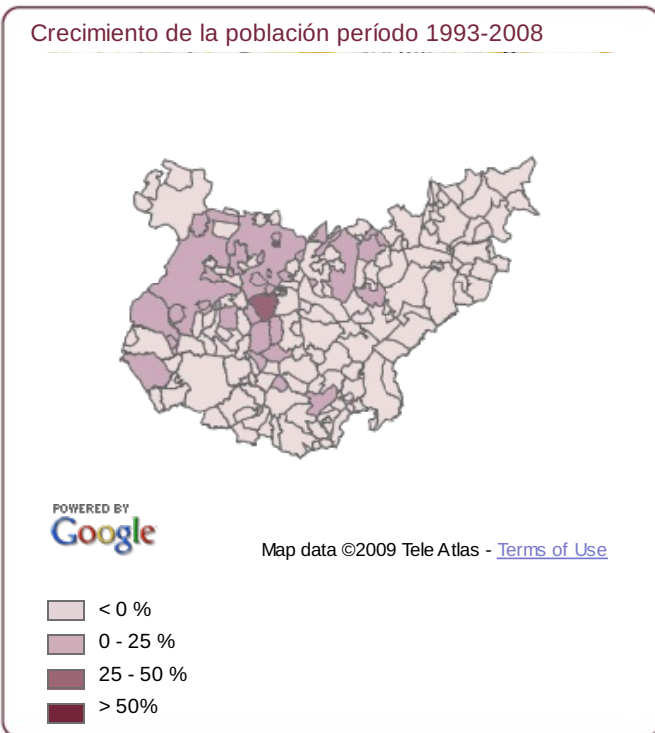 Crecimiento de la población período 1993-2008
POWERED BY
Google
Map data ©2009 Tele Atlas - Terms of Use
< 0 %
0 - 25 %
25 - 50 %
> 50%